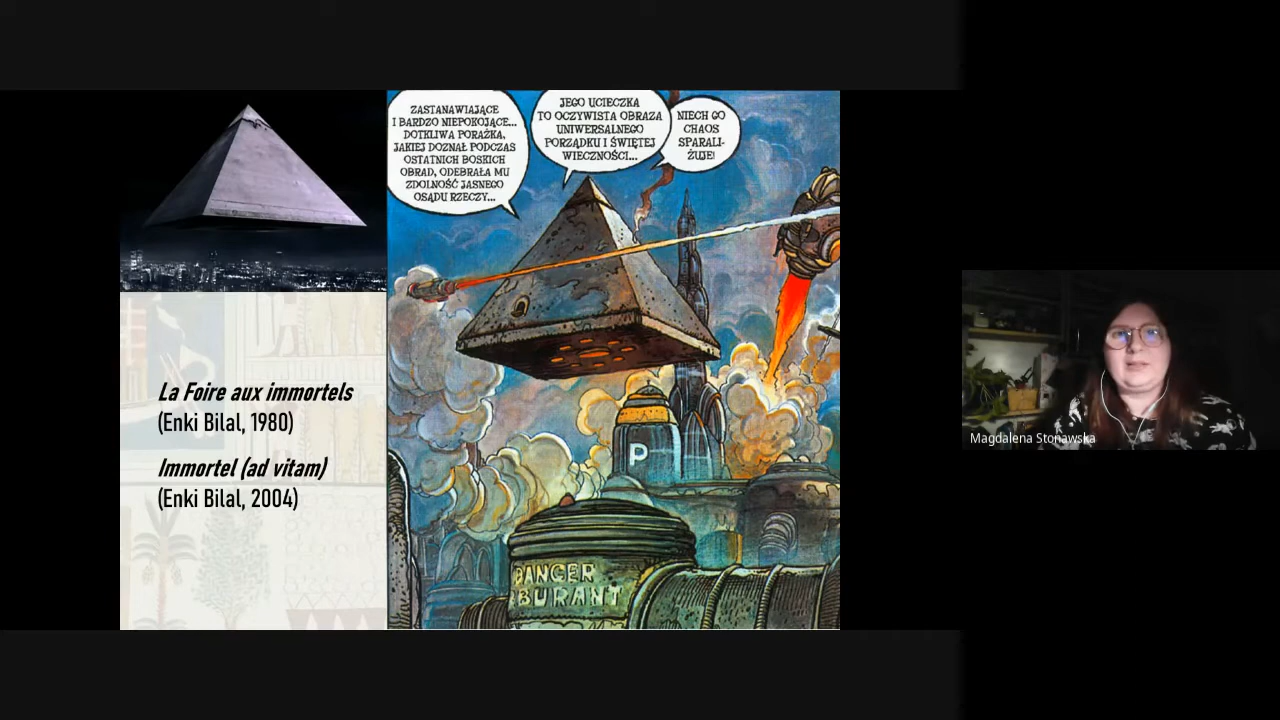 ZASTANAWIAJĄCE
I BARDZO NIEPOKOJĄCE...
DOTKLIWA PORAŻKA,
JAKIEJ DOZNAŁ PODCZAS
OSTATNICH BOSKICH
OBRAD, ODEBRAŁA MU
ZDOLNOŚĆ JASNEGO
OSĄDU RZECZY...
JEGO UCIECZKA
TO OCZYWISTA OBRAZA
UNIWERSALNEGO
PORZĄDKU I ŚWIĘTEJ
WIECZNOŚCI...
NIECH GO
CHAOS
SPARALI-
ŻUJE!
La Foire aux immortels
(Enki Bilal, 1980)
Immortel (ad vitam)
(Enki Bilal, 2004)
P
DANGER
BURANT
Magdalena Stonawska